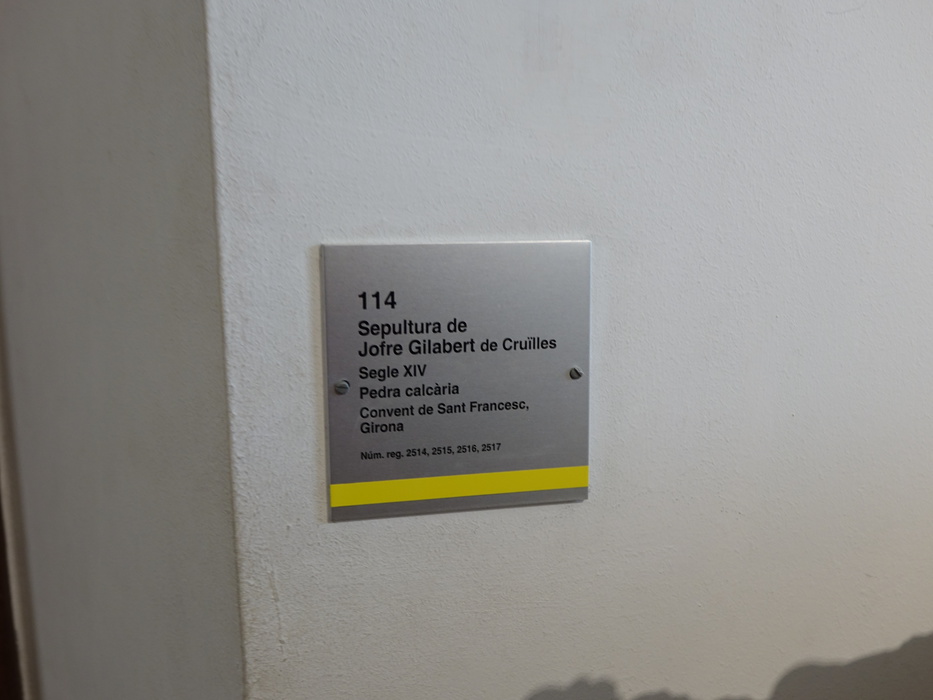 114
Sepultura de
Jofre Gilabert de Cruïlles
Segle XIV
Pedra calcària
Convent de Sant Francesc,
Girona
Núm. reg. 2514, 2515, 2516, 2517